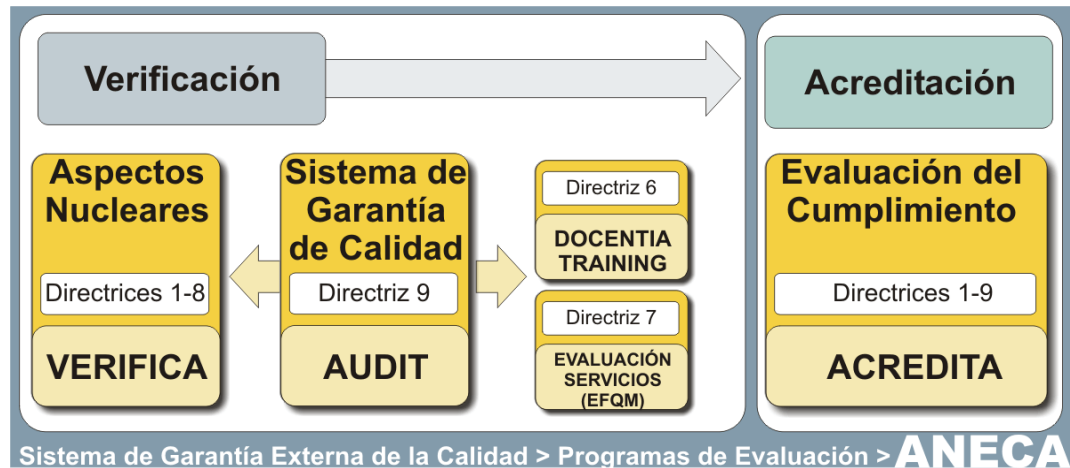 Verificación
Acreditación
Aspectos
Nucleares
Directrices 1-8
VERIFICA
Sistema de
Garantía
de Calidad
Directriz 9
AUDIT
Directriz 6
DOCENTIA
TRAINING
Directriz 7
EVALUACIÓN
SERVICIOS
(EFQM)
Evaluación del
Cumplimiento
Directrices 1-9
ACREDITA
Sistema de Garantía Externa de la Calidad > Programas de Evaluación > ANECA